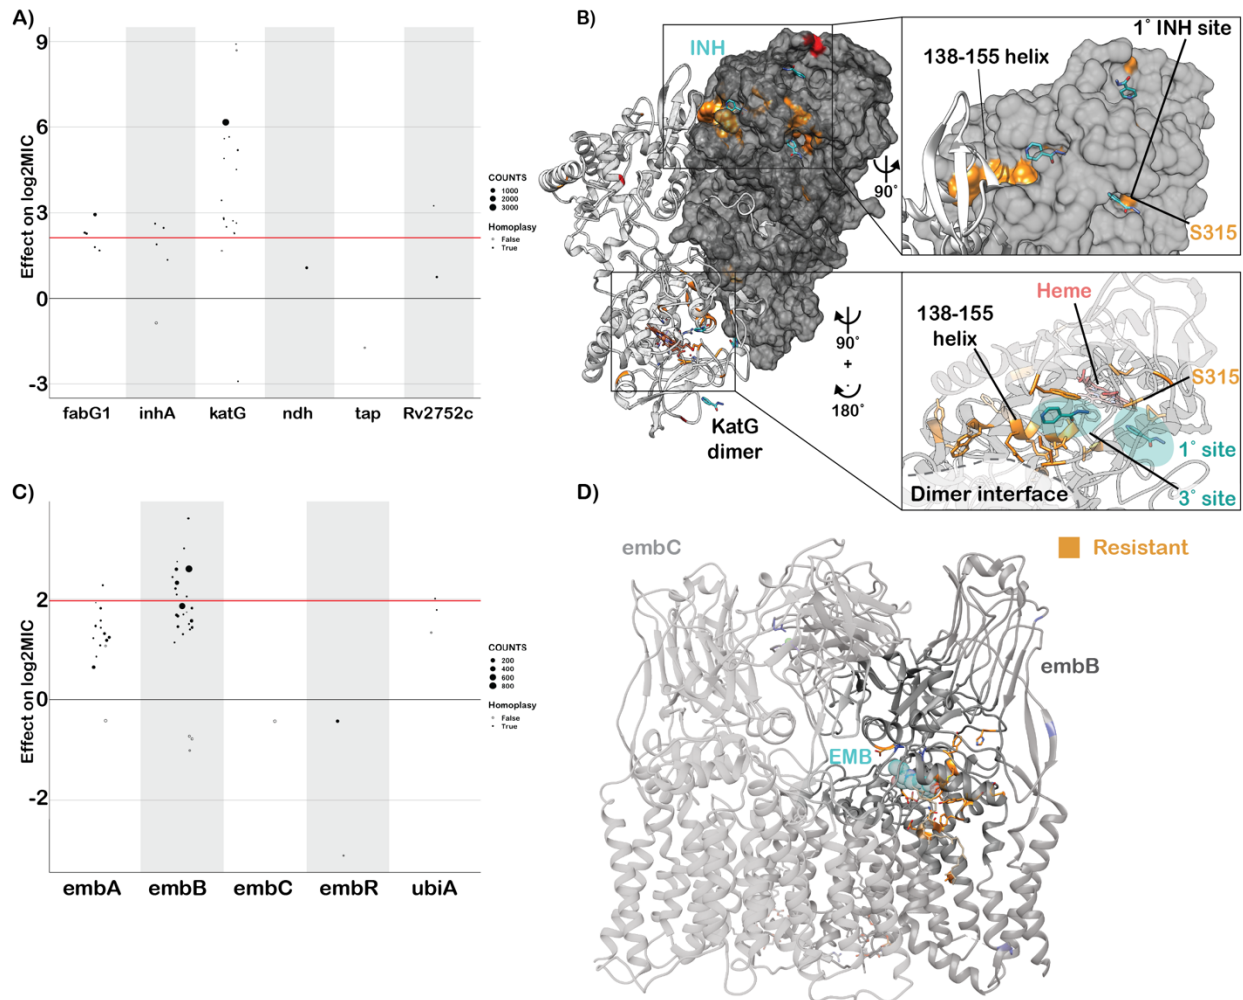 A)
Effect on log2MIC
9
6
3
0
-3
fabG1 inhA katG ndh tap Rv2752c
COUNTS
1000
2000
3000
Homoplasy
False
True
B)
INH
90°
90°
+
180°
KatG
dimer
1° INH site
138-155 helix
S315
Heme
138-155
helix
S315
1° site
3° site
Dimer interface
C)
Effect on log2MIC
2
0
-2
embA embB embC embR ubiA
COUNTS
200
400
600
800
Homoplasy
False
True
D)
embC
Resistant
embB
EMB